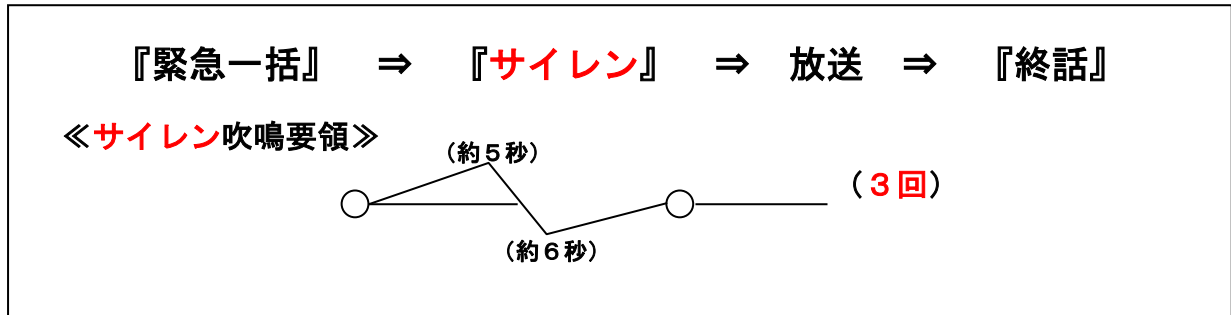 『緊急一括』 ⇒ 『サイレン』 ⇒ 放送 ⇒ 『終話』
≪サイレン吹鳴要領≫
（約５秒）
（３回）
（約６秒）